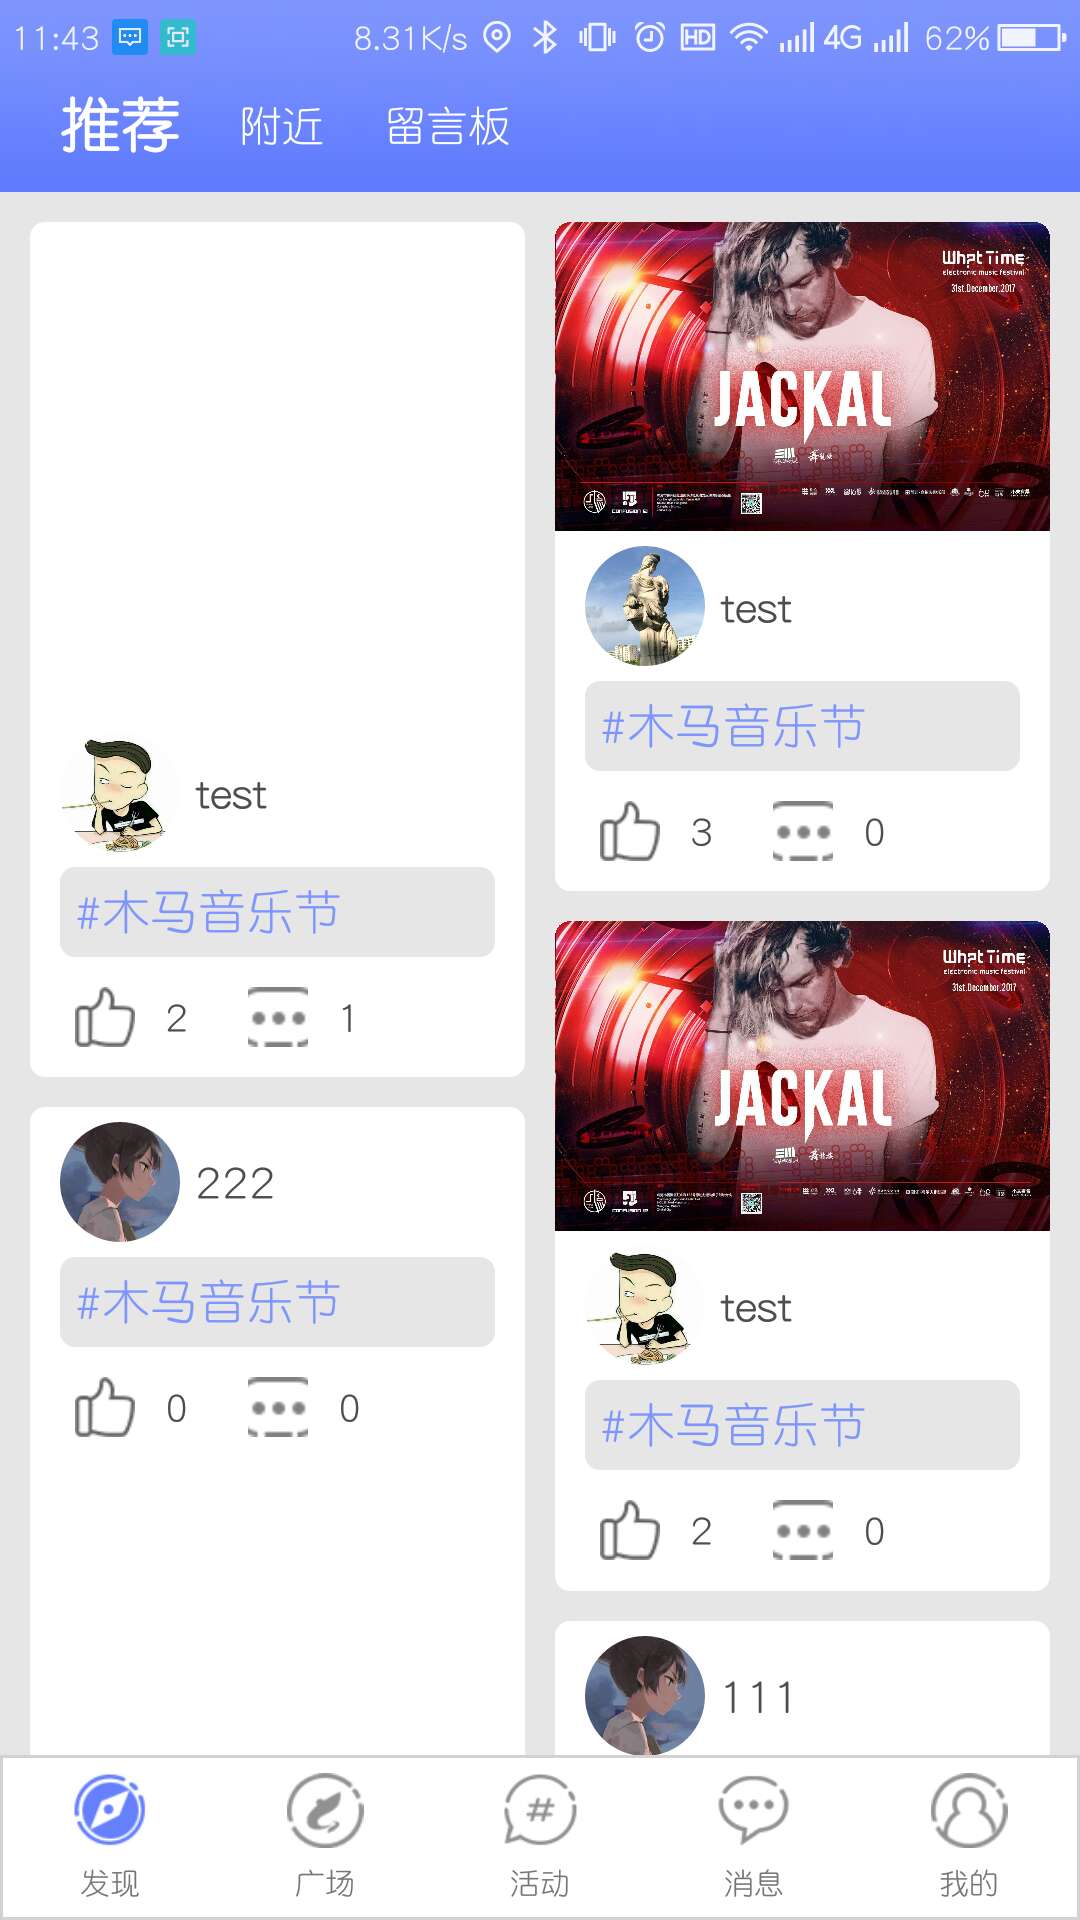 11:43 8.31K/s HD 4G 62%
推荐 附近 留言板
test
#木马音乐节
2 1
222
#木马音乐节
0 0
What Time
electronic music festival
31st.December.2017
JACKAL
CONFUSION
test
#木马音乐节
3 0
What Time
electronic music festival
31st.December.2017
JACKAL
CONFUSION
test
#木马音乐节
2 0
111
发现 广场 活动 消息 我的